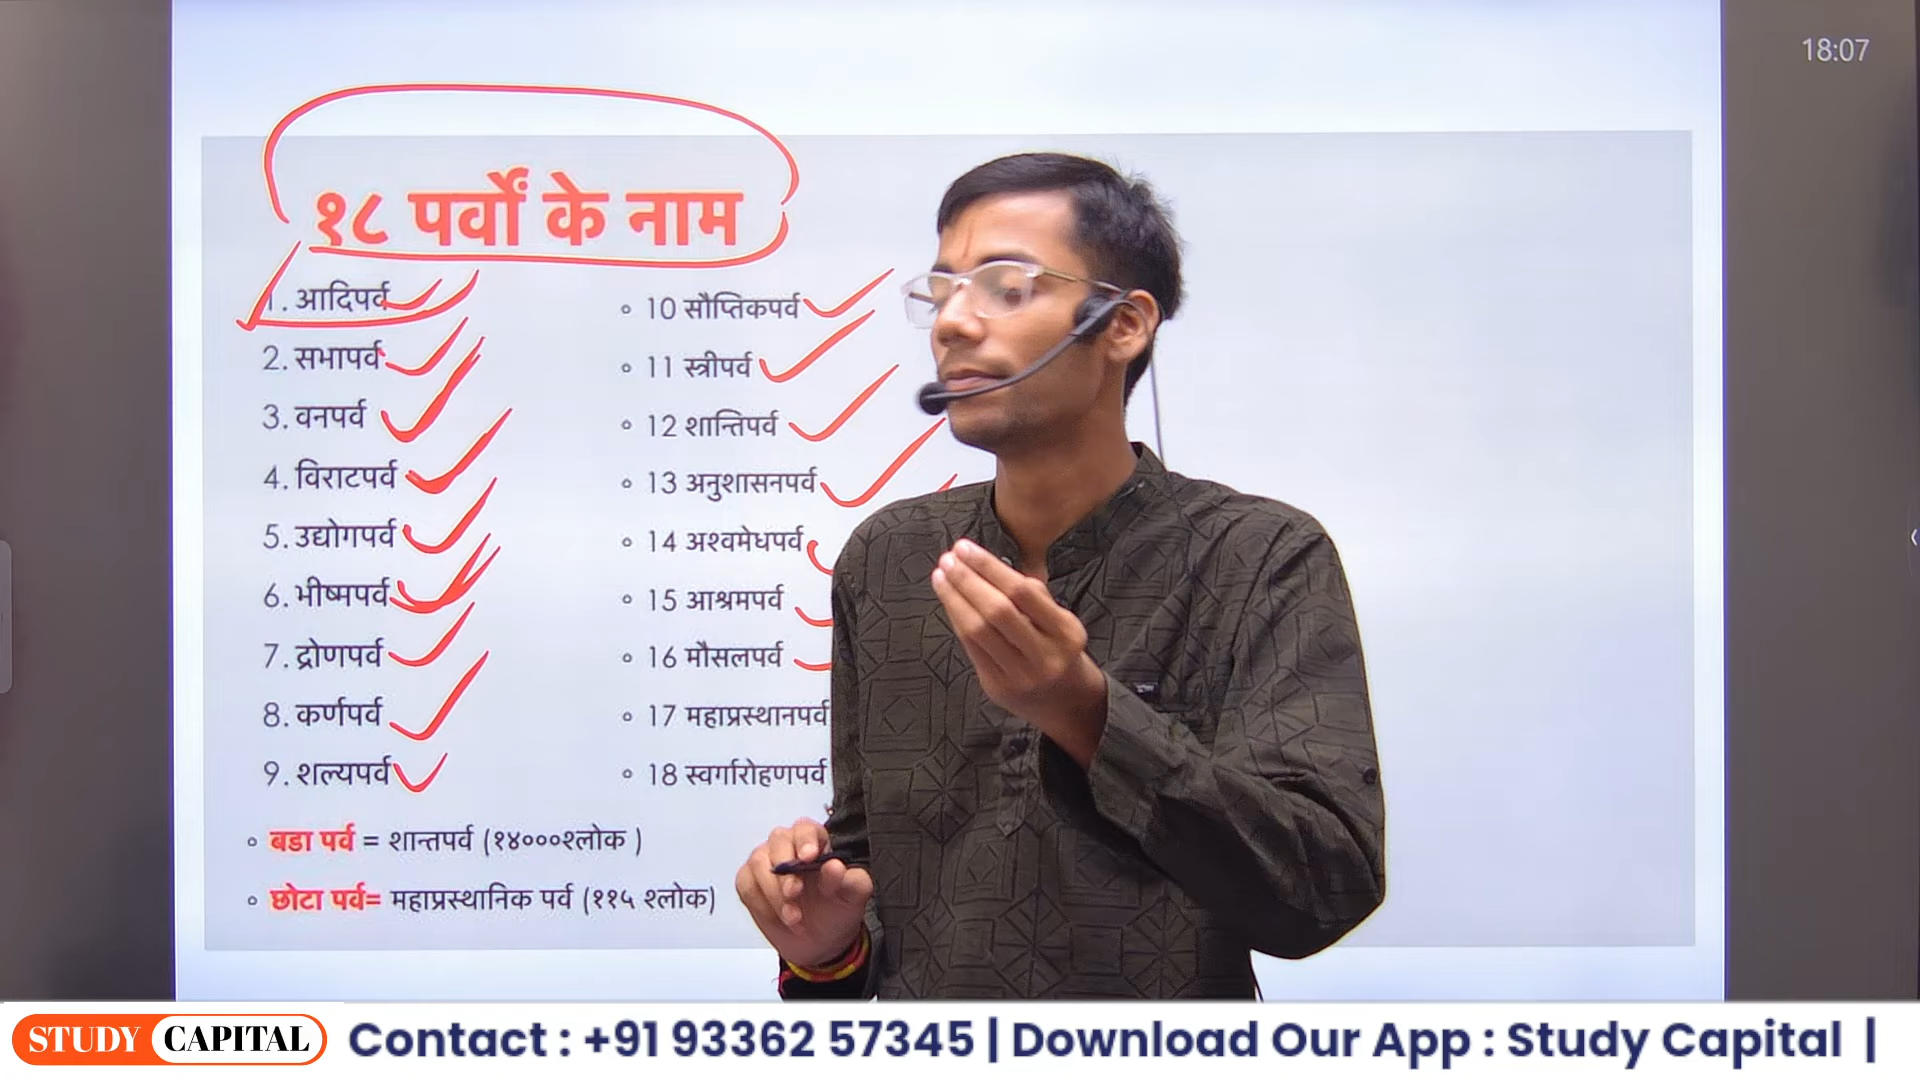 18:07
१८ पर्वों के नाम
1. आदिपर्व
2. सभापर्व
3. वनपर्व
4. विराटपर्व
5. उद्योगपर्व
6. भीष्मपर्व
7. द्रोणपर्व
8. कर्णपर्व
9. शल्यपर्व
10 सौप्तिकपर्व
11 स्त्रीपर्व
12 शान्तिपर्व
13 अनुशासनपर्व
14 अश्वमेधपर्व
15 आश्रमपर्व
16 मौसलपर्व
17 महाप्रस्थानपर्व
18 स्वर्गारोहणपर्व
बडा पर्व = शान्तपर्व (१४०००श्लोक )
छोटा पर्व= महाप्रस्थानिक पर्व (११५ श्लोक)
STUDY CAPITAL Contact : +91 93362 57345 | Download Our App : Study Capital |